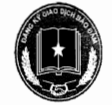 ĐĂNG KÝ GIAO DỊCH BẢO ĐẢM